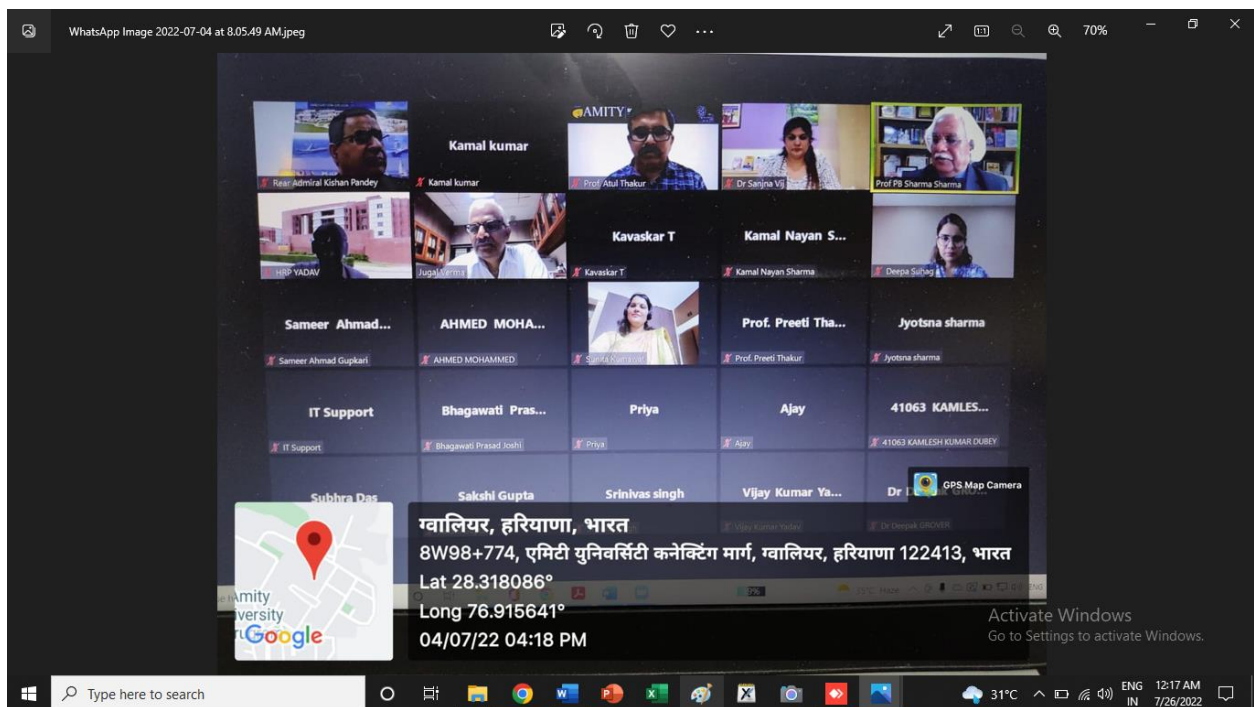 WhatsApp Image 2022-07-04 at 8.05.49 AM.jpeg
70%
AMITY
Kamal kumar
Rear Admiral Kishan Pandey
Kamal kumar
Prof. Atul Thakur
Dr Sanjna Vij
Prof PB Sharma Sharma
Kavaskar T
Kamal Nayan S...
HRP YADAV
Jugal Verma
Kavaskar T
Kamal Nayan Sharma
Deepa Suhag
Sameer Ahmad...
AHMED MOHA...
Prof. Preeti Tha...
Jyotsna sharma
Sameer Ahmad Gupkari
AHMED MOHAMMED
Prof. Preeti Thakur
Jyotsna sharma
IT Support
Bhagawati Pras...
Priya
Ajay
41063 KAMLES...
IT Support
Bhagawati Prasad Joshi
Priya
Ajay
41063 KAMLESH KUMAR DUBEY
GPS Map Camera
Subhra Das
Sakshi Gupta
Srinivas singh
Vijay Kumar Ya...
Dr
Vijay Kumar Yadav
Dr Deepak GROVER
ग्वालियर, हरियाणा, भारत
8W98+774, एमिटी युनिवर्सिटी कनेक्टिंग मार्ग, ग्वालियर, हरियाणा 122413, भारत
Lat 28.318086°
Long 76.915641°
04/07/22 04:18 PM
Google
Activate Windows
Go to Settings to activate Windows.
Type here to search
31°C
ENG
IN
12:17 AM
7/26/2022